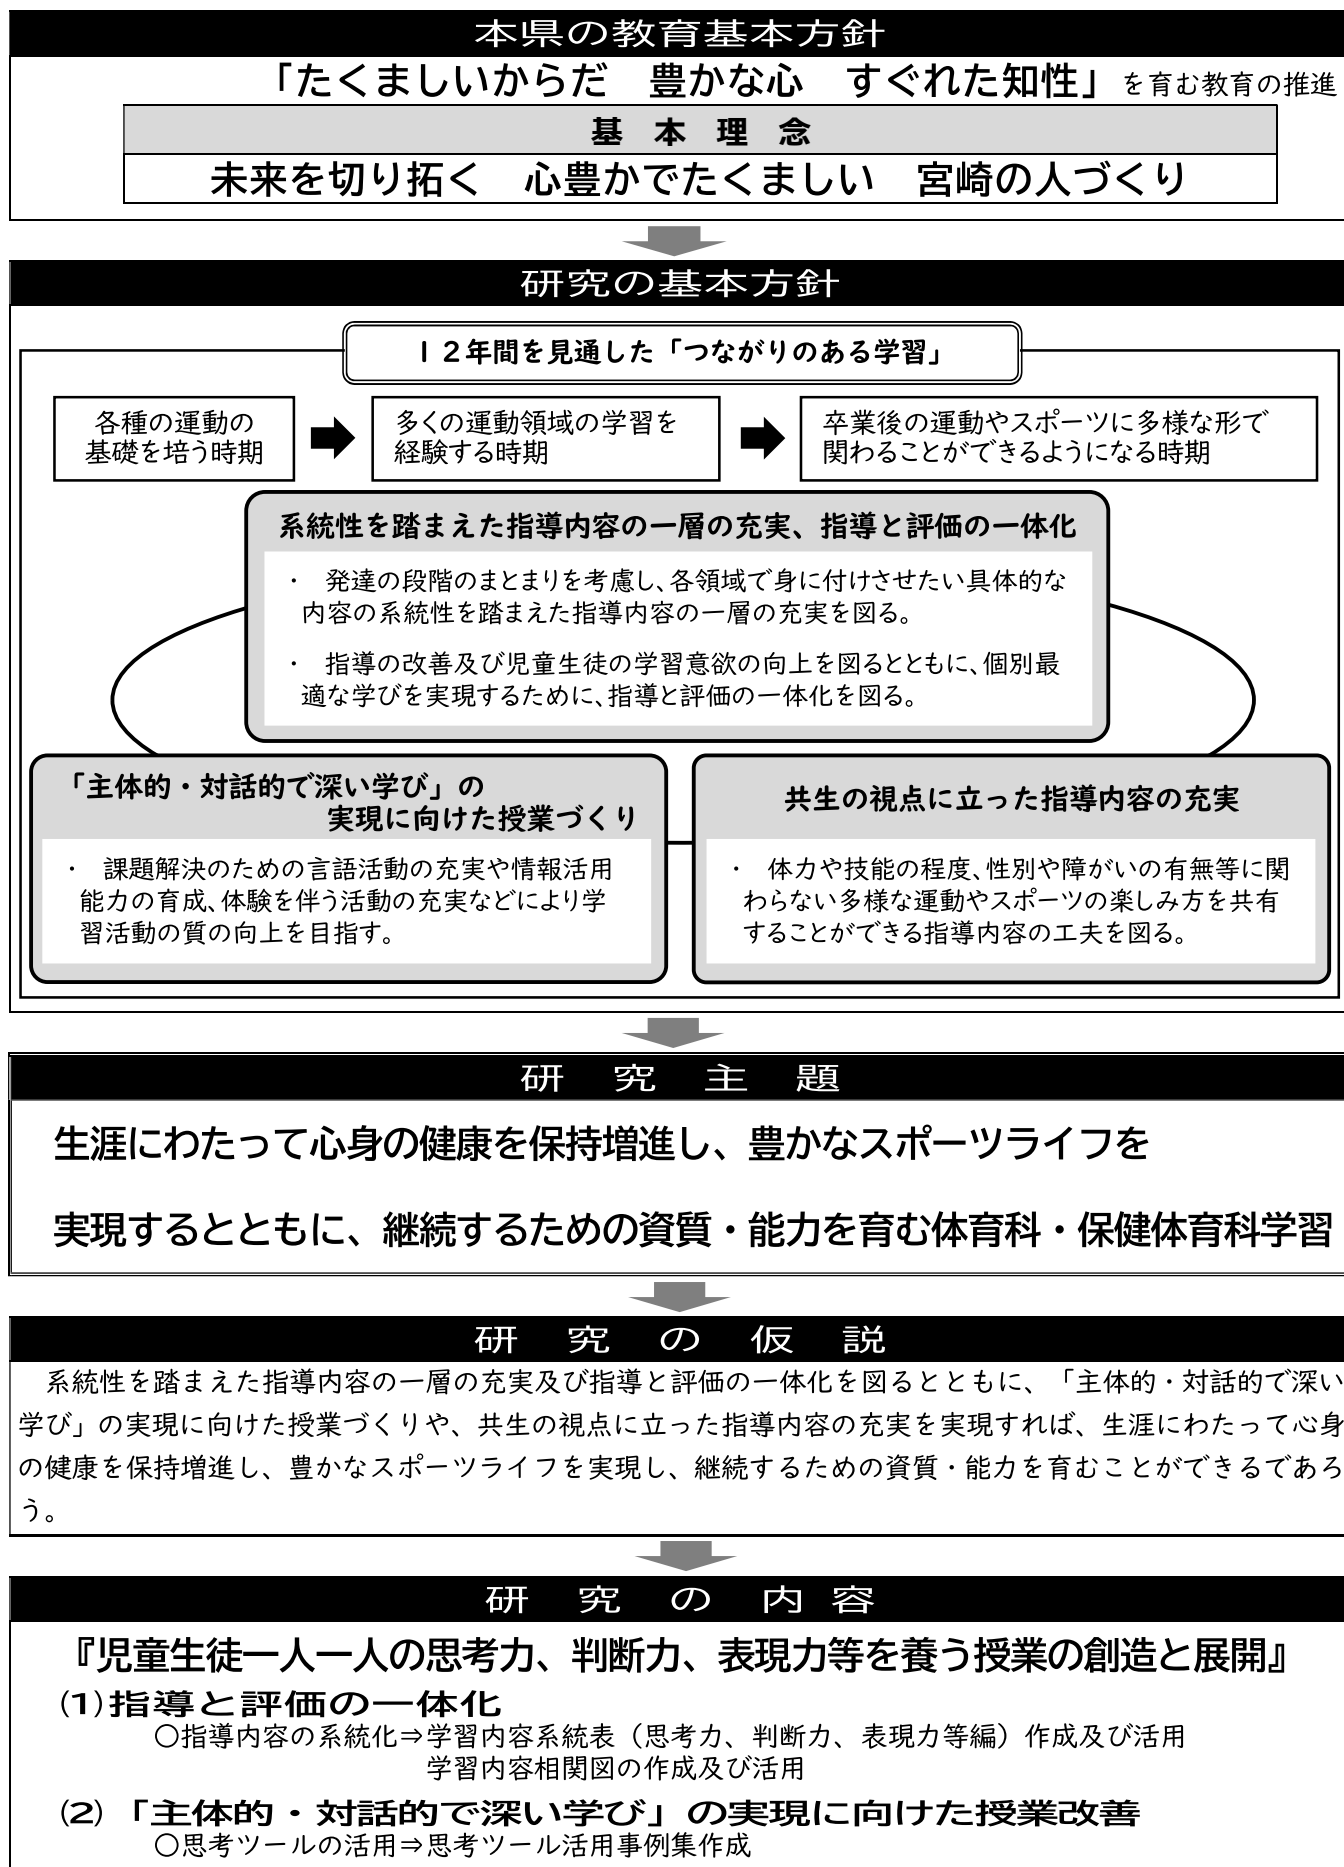 本県の教育基本方針
「たくましいからだ　豊かな心　すぐれた知性」を育む教育の推進
基　本　理　念
未来を切り拓く　心豊かでたくましい　宮崎の人づくり
研究の基本方針
１２年間を見通した「つながりのある学習」
各種の運動の
基礎を培う時期
多くの運動領域の学習を
経験する時期
卒業後の運動やスポーツに多様な形で
関わることができるようになる時期
系統性を踏まえた指導内容の一層の充実、指導と評価の一体化
・　発達の段階のまとまりを考慮し、各領域で身に付けさせたい具体的な
内容の系統性を踏まえた指導内容の一層の充実を図る。
・　指導の改善及び児童生徒の学習意欲の向上を図るとともに、個別最
適な学びを実現するために、指導と評価の一体化を図る。
「主体的・対話的で深い学び」の
実現に向けた授業づくり
・　課題解決のための言語活動の充実や情報活用
能力の育成、体験を伴う活動の充実などにより学
習活動の質の向上を目指す。
共生の視点に立った指導内容の充実
・　体力や技能の程度、性別や障がいの有無等に関
わらない多様な運動やスポーツの楽しみ方を共有
することができる指導内容の工夫を図る。
研　究　主　題
生涯にわたって心身の健康を保持増進し、豊かなスポーツライフを
実現するとともに、継続するための資質・能力を育む体育科・保健体育科学習
研　究　の　仮　説
系統性を踏まえた指導内容の一層の充実及び指導と評価の一体化を図るとともに、「主体的・対話的で深い
学び」の実現に向けた授業づくりや、共生の視点に立った指導内容の充実を実現すれば、生涯にわたって心身
の健康を保持増進し、豊かなスポーツライフを実現し、継続するための資質・能力を育むことができるであろ
う。
研　究　の　内　容
『児童生徒一人一人の思考力、判断力、表現力等を養う授業の創造と展開』
(1)指導と評価の一体化
○指導内容の系統化⇒学習内容系統表（思考力、判断力、表現力等編）作成及び活用
学習内容相関図の作成及び活用
(2)「主体的・対話的で深い学び」の実現に向けた授業改善
○思考ツールの活用⇒思考ツール活用事例集作成